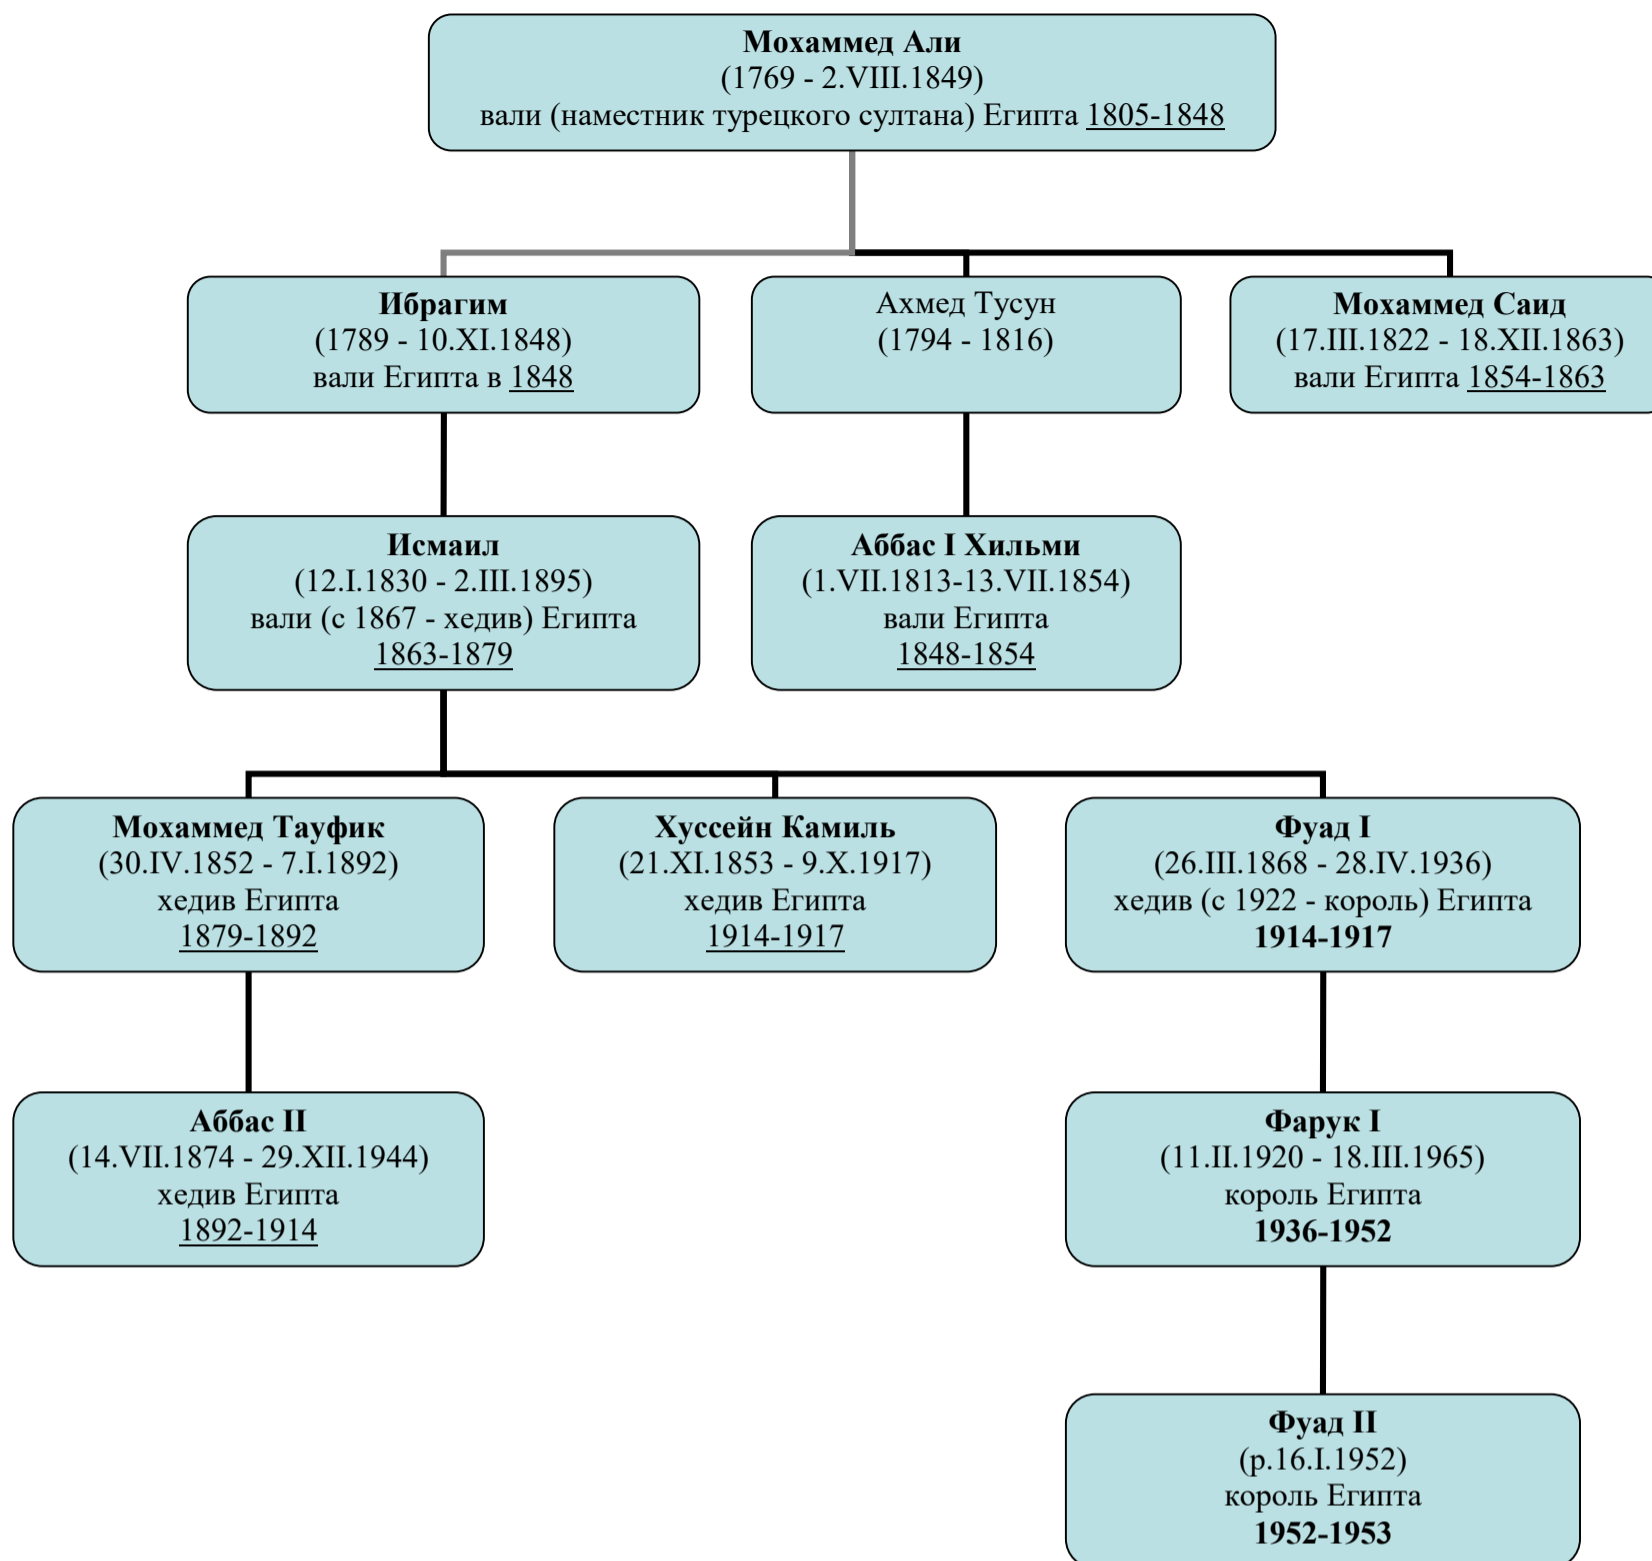 Мохаммед Али
(1769 - 2.VIII.1849)
вали (наместник турецкого султана) Египта 1805-1848
Ибрагим
(1789 - 10.XI.1848)
вали Египта в 1848
Ахмед Тусун
(1794 - 1816)
Мохаммед Саид
(17.III.1822 - 18.XII.1863)
вали Египта 1854-1863
Исмаил
(12.I.1830 - 2.III.1895)
вали (с 1867 - хедив) Египта
1863-1879
Аббас I Хильми
(1.VII.1813-13.VII.1854)
вали Египта
1848-1854
Мохаммед Тауфик
(30.IV.1852 - 7.I.1892)
хедив Египта
1879-1892
Хуссейн Камиль
(21.XI.1853 - 9.X.1917)
хедив Египта
1914-1917
Фуад I
(26.III.1868 - 28.IV.1936)
хедив (с 1922 - король) Египта
1914-1917
Аббас II
(14.VII.1874 - 29.XII.1944)
хедив Египта
1892-1914
Фарук I
(11.II.1920 - 18.III.1965)
король Египта
1936-1952
Фуад II
(р.16.I.1952)
король Египта
1952-1953